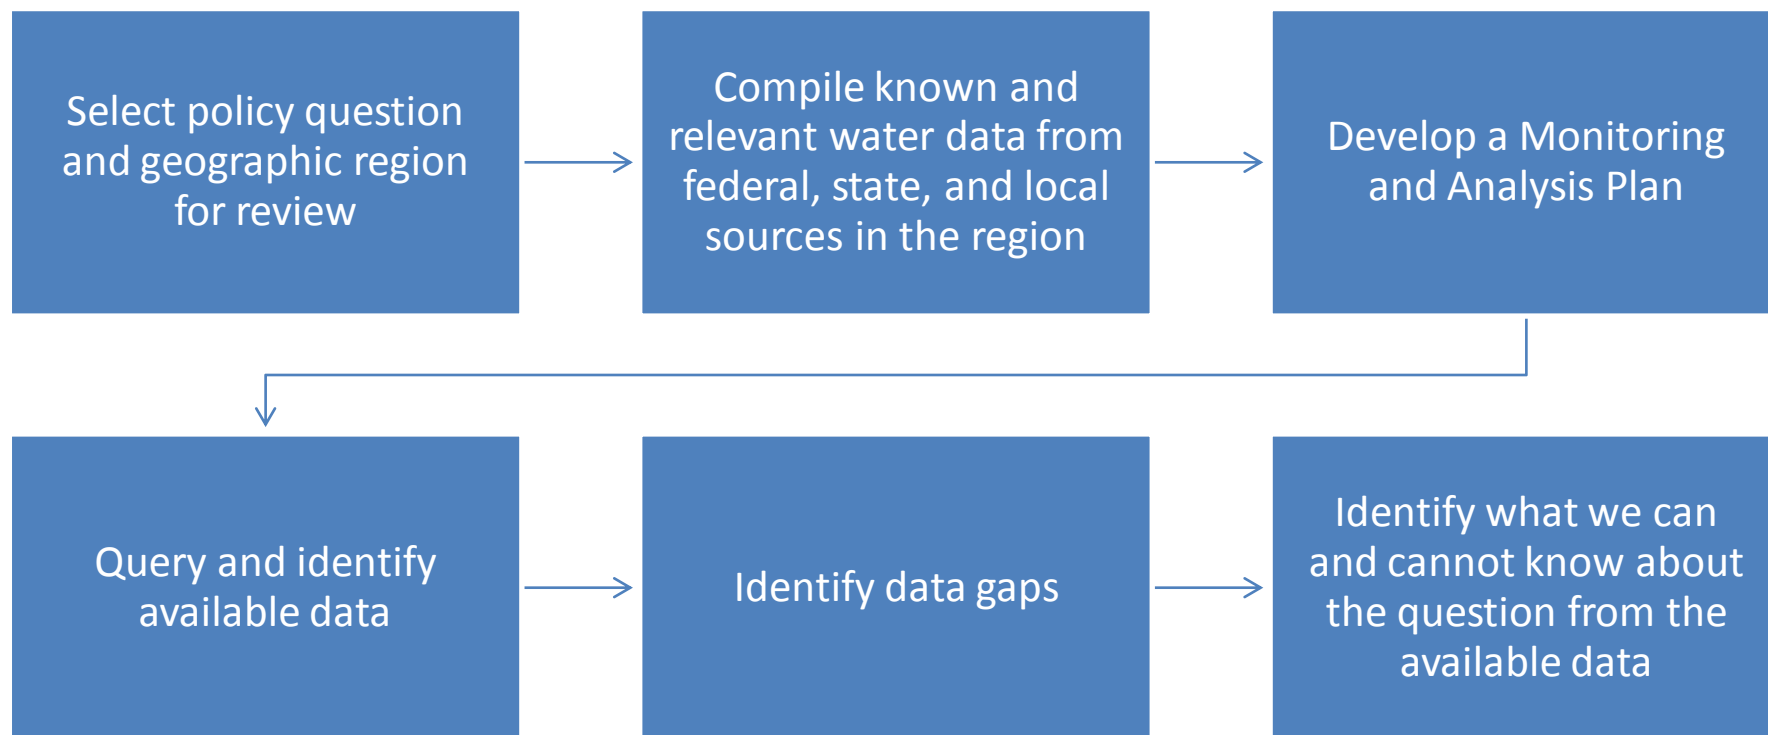 Select policy question
and geographic region
for review
Compile known and
relevant water data from
federal, state, and local
sources in the region
Develop a Monitoring
and Analysis Plan
Query and identify
available data
Identify data gaps
Identify what we can
and cannot know about
the question from the
available data